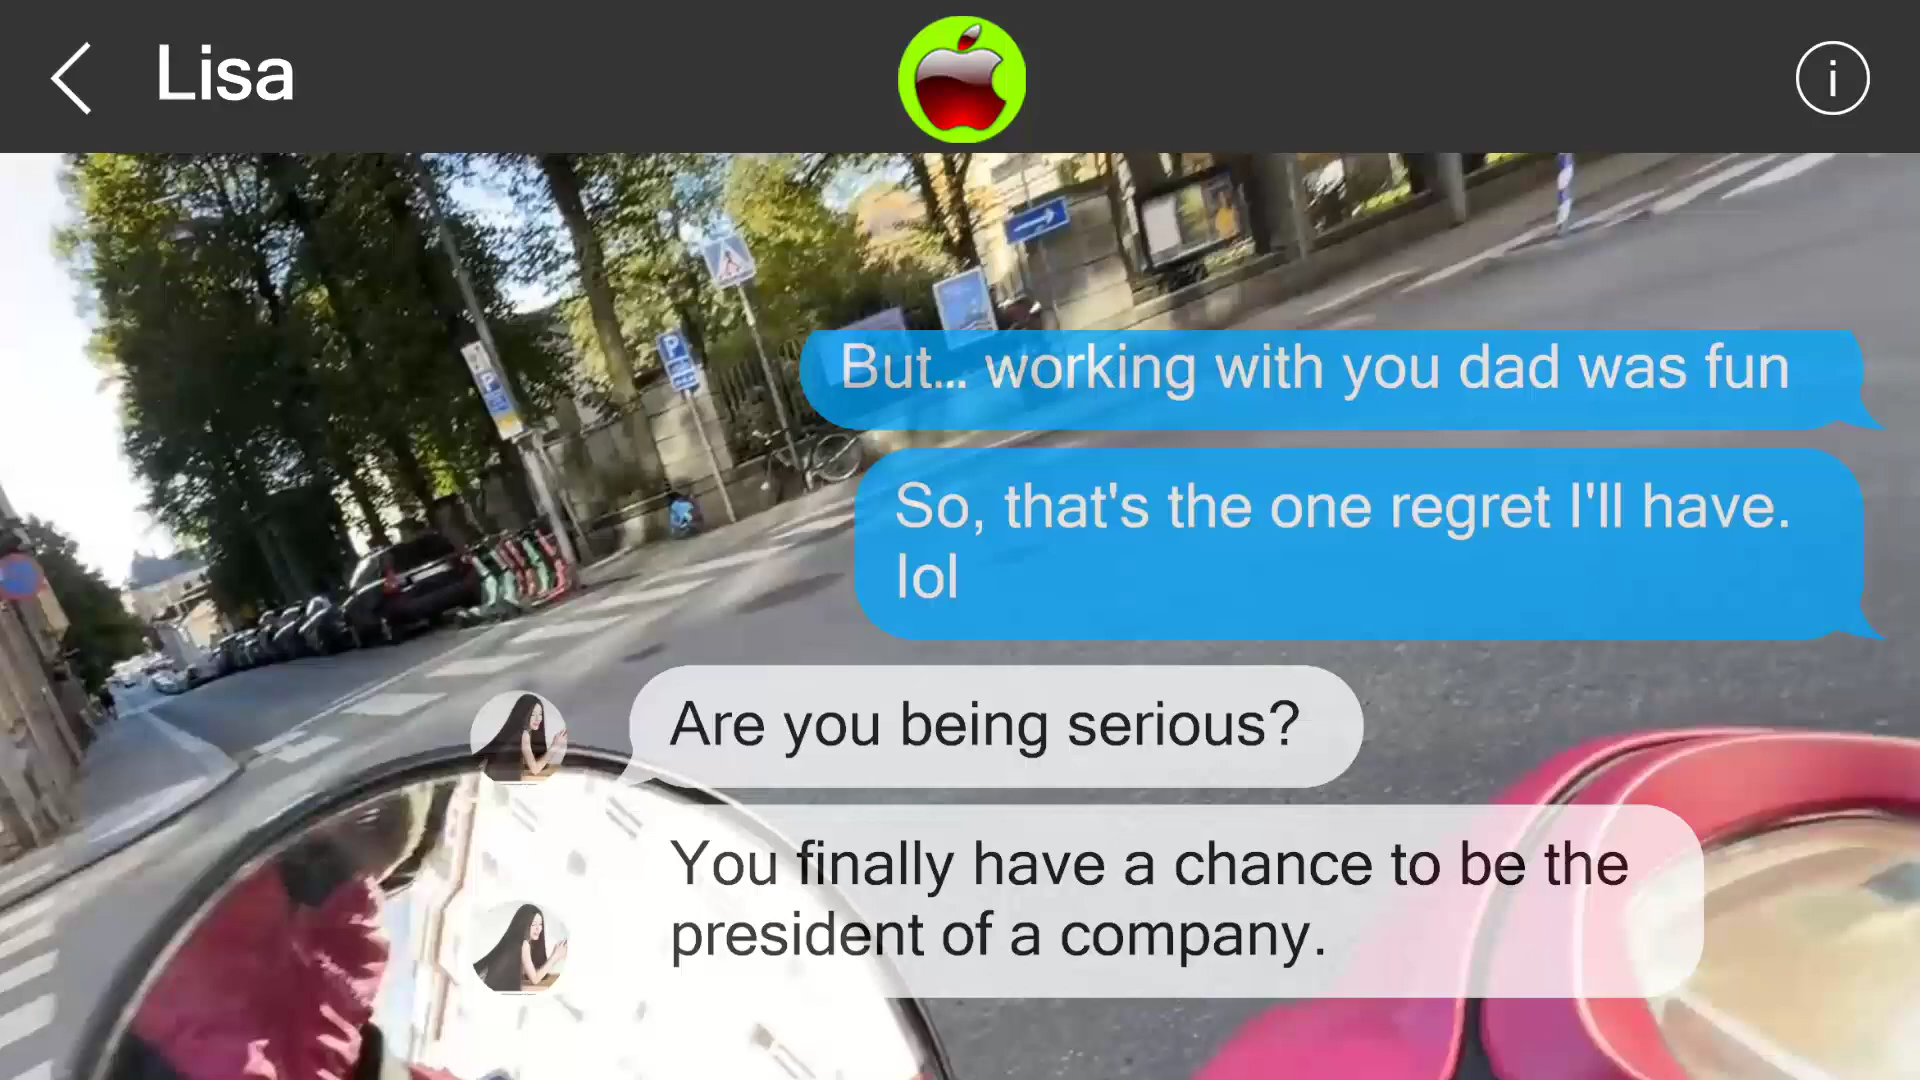 Lisa
But... working with you dad was fun
So, that's the one regret I'll have.
lol
Are you being serious?
You finally have a chance to be the
president of a company.
P